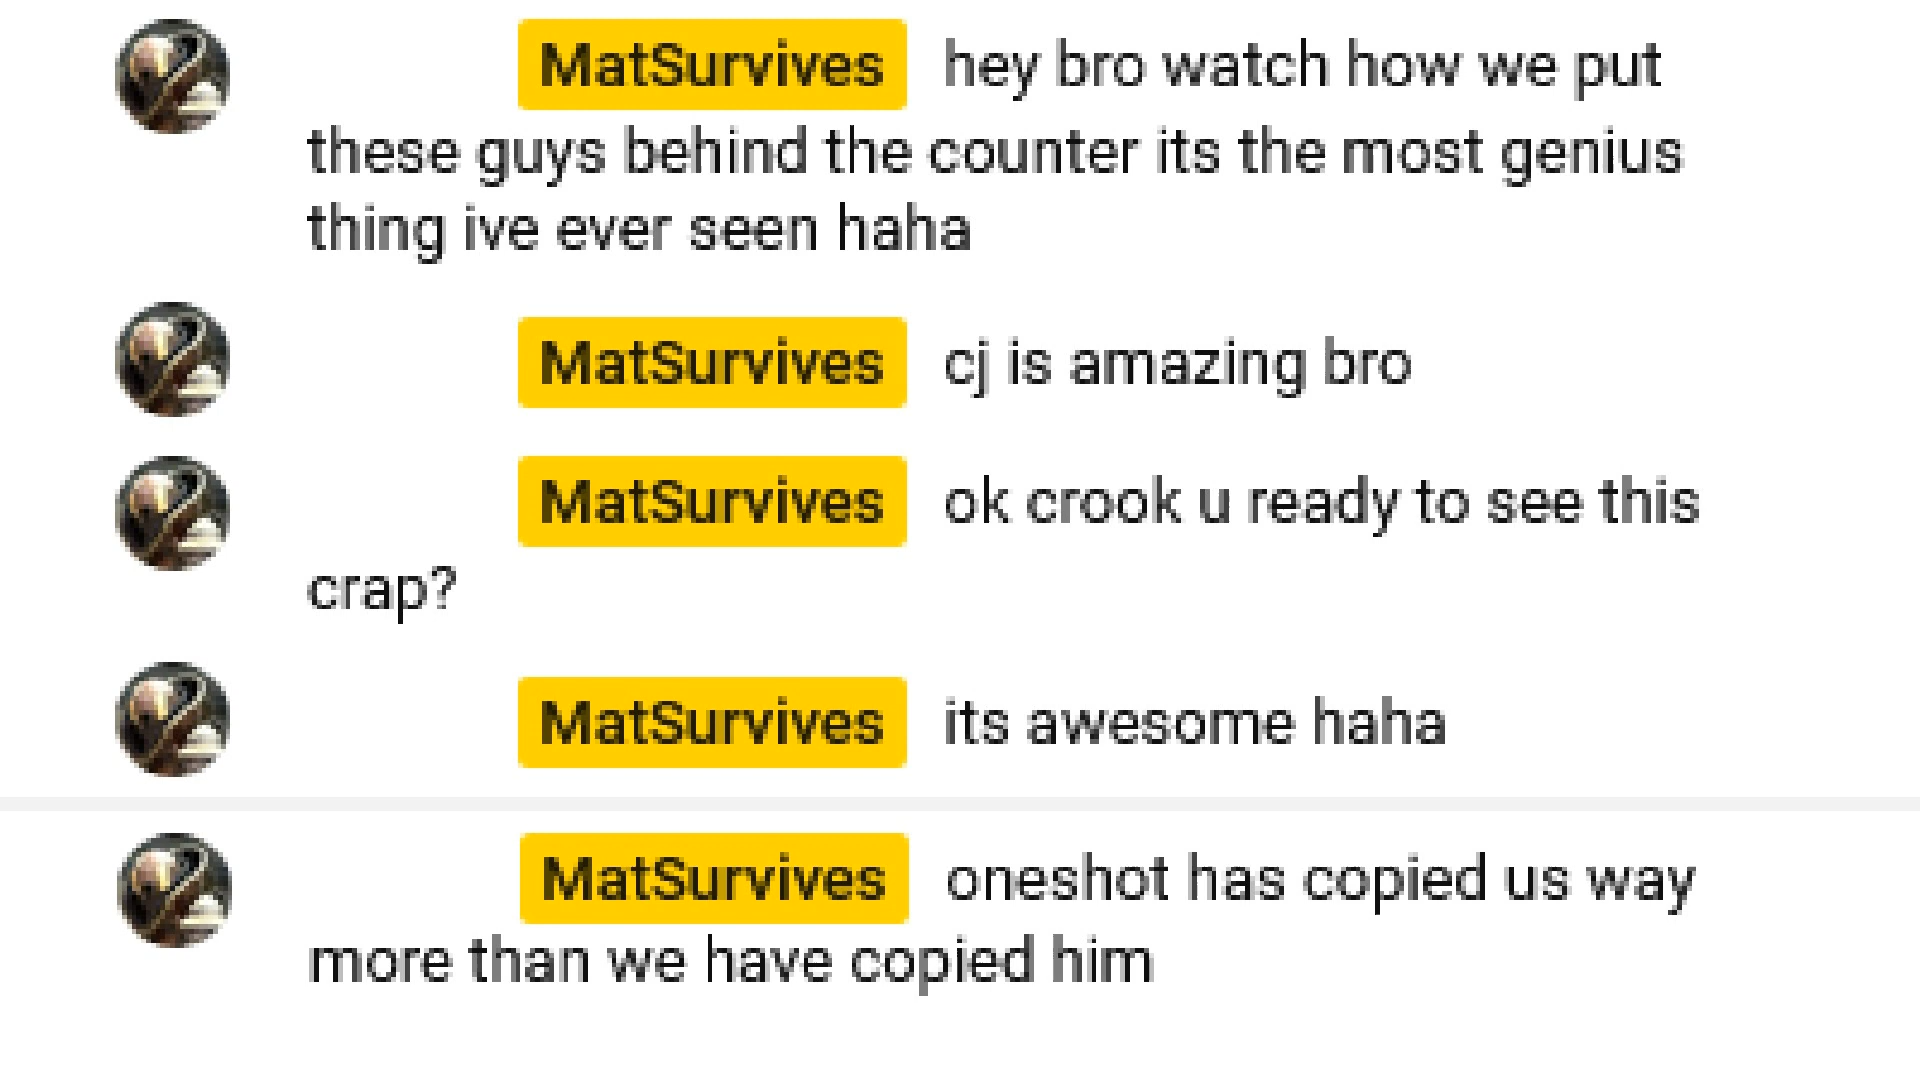 MatSurvives hey bro watch how we put
these guys behind the counter its the most genius
thing ive ever seen haha
MatSurvives cj is amazing bro
MatSurvives ok crook u ready to see this
crap?
MatSurvives its awesome haha
MatSurvives oneshot has copied us way
more than we have copied him